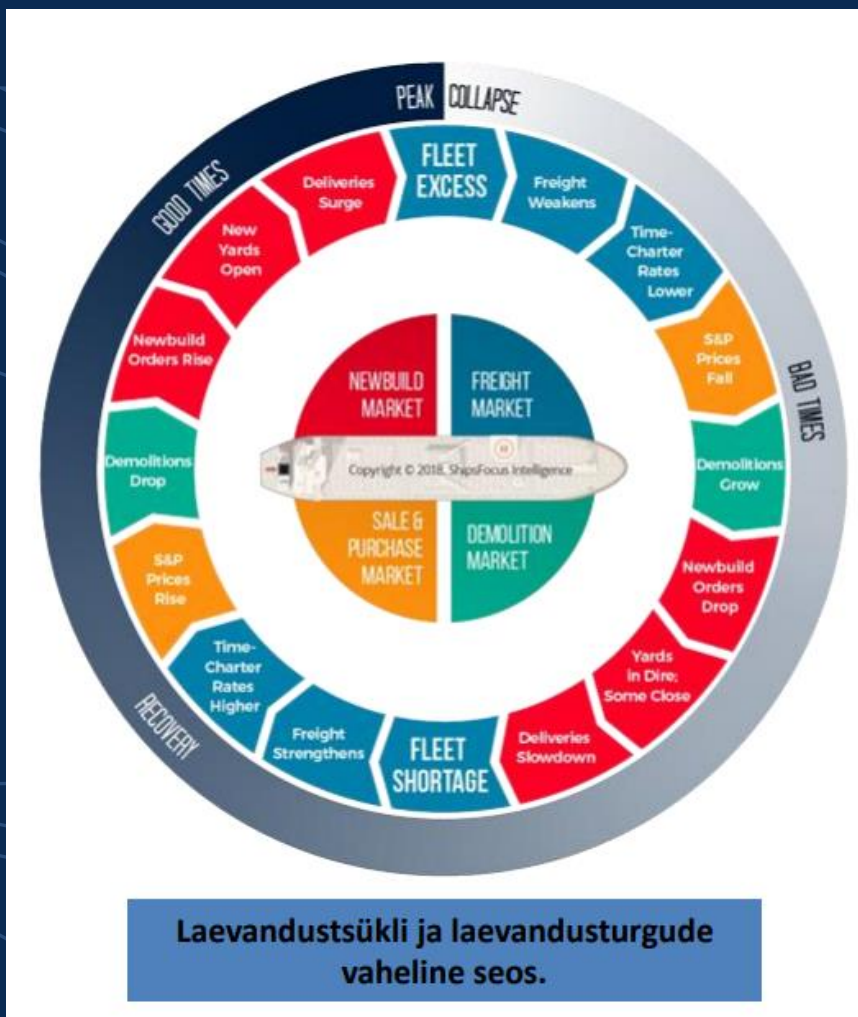 PEAK
COLLAPSE
BAD TIMES
RECOVERY
GOOD TIMES
FLEET
EXCESS
Freight
Weakens
Time-
Charter
Rates
Lower
S&P
Prices
Fall
Demolitions
Grow
Newbuild
Orders
Drop
Yards
in Dire;
Some Close
Deliveries
Slowdown
FLEET
SHORTAGE
Freight
Strengthens
Time-
Charter
Rates
Higher
S&P
Prices
Rise
Demolitions
Drop
Newbuild
Orders Rise
New
Yards
Open
Deliveries
Surge
NEWBUILD
MARKET
FREIGHT
MARKET
Copyright © 2018, ShipsFocus Intelligence
SALE &
PURCHASE
MARKET
DEMOLITION
MARKET
Laevandustsükli ja laevandusturgude
vaheline seos.